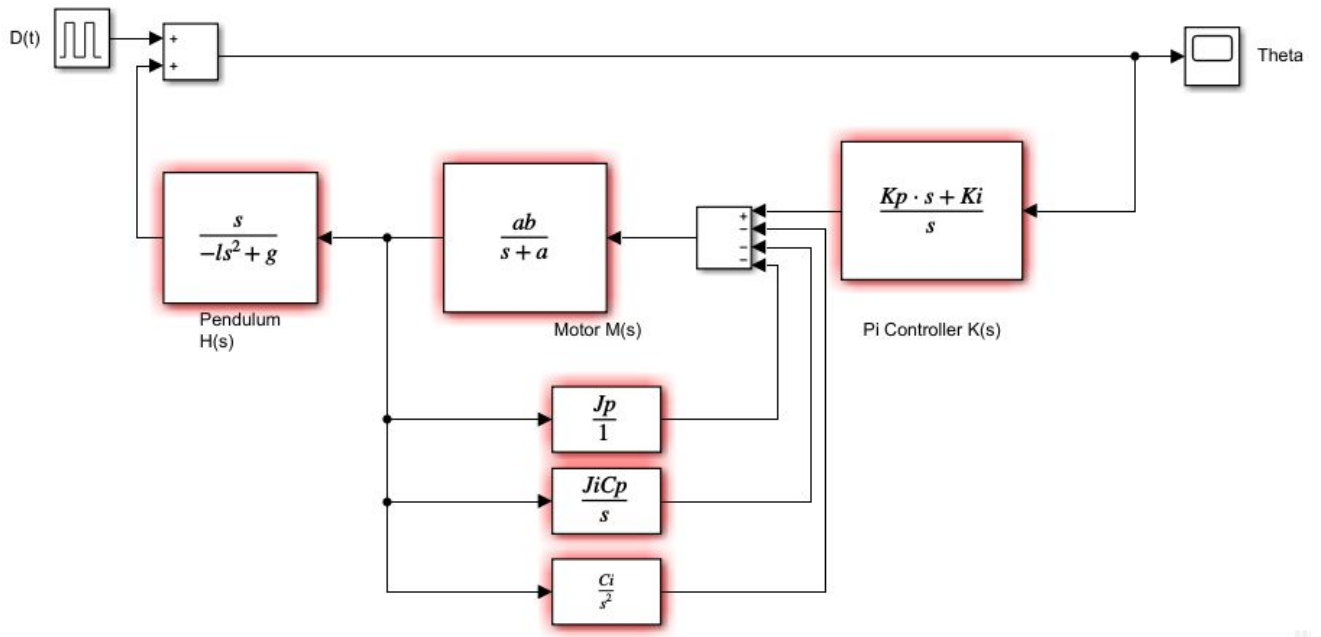 D(t)
+
+
Theta
s
-ls² + g
Pendulum
H(s)
ab
s + a
Motor M(s)
+
−
−
−
Kp · s + Ki
s
Pi Controller K(s)
Jp
1
JiCp
s
Ci
s²